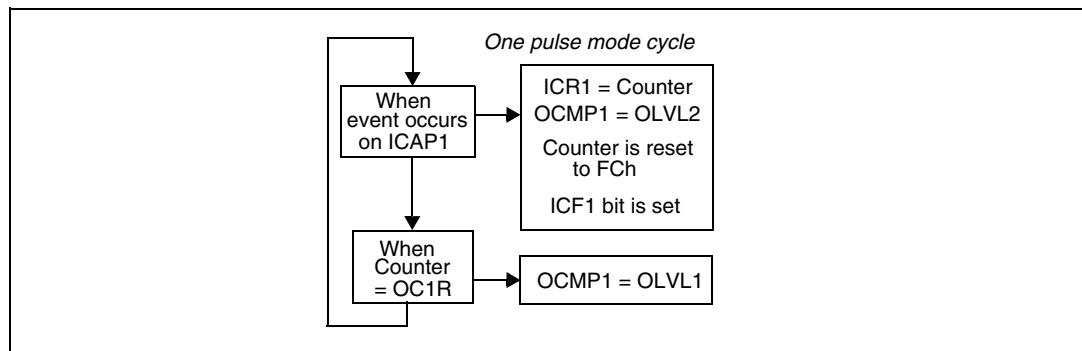 One pulse mode cycle
When
event occurs
on ICAP1
ICR1 = Counter
OCMP1 = OLVL2
Counter is reset
to FCh
ICF1 bit is set
When
Counter
= OC1R
OCMP1 = OLVL1